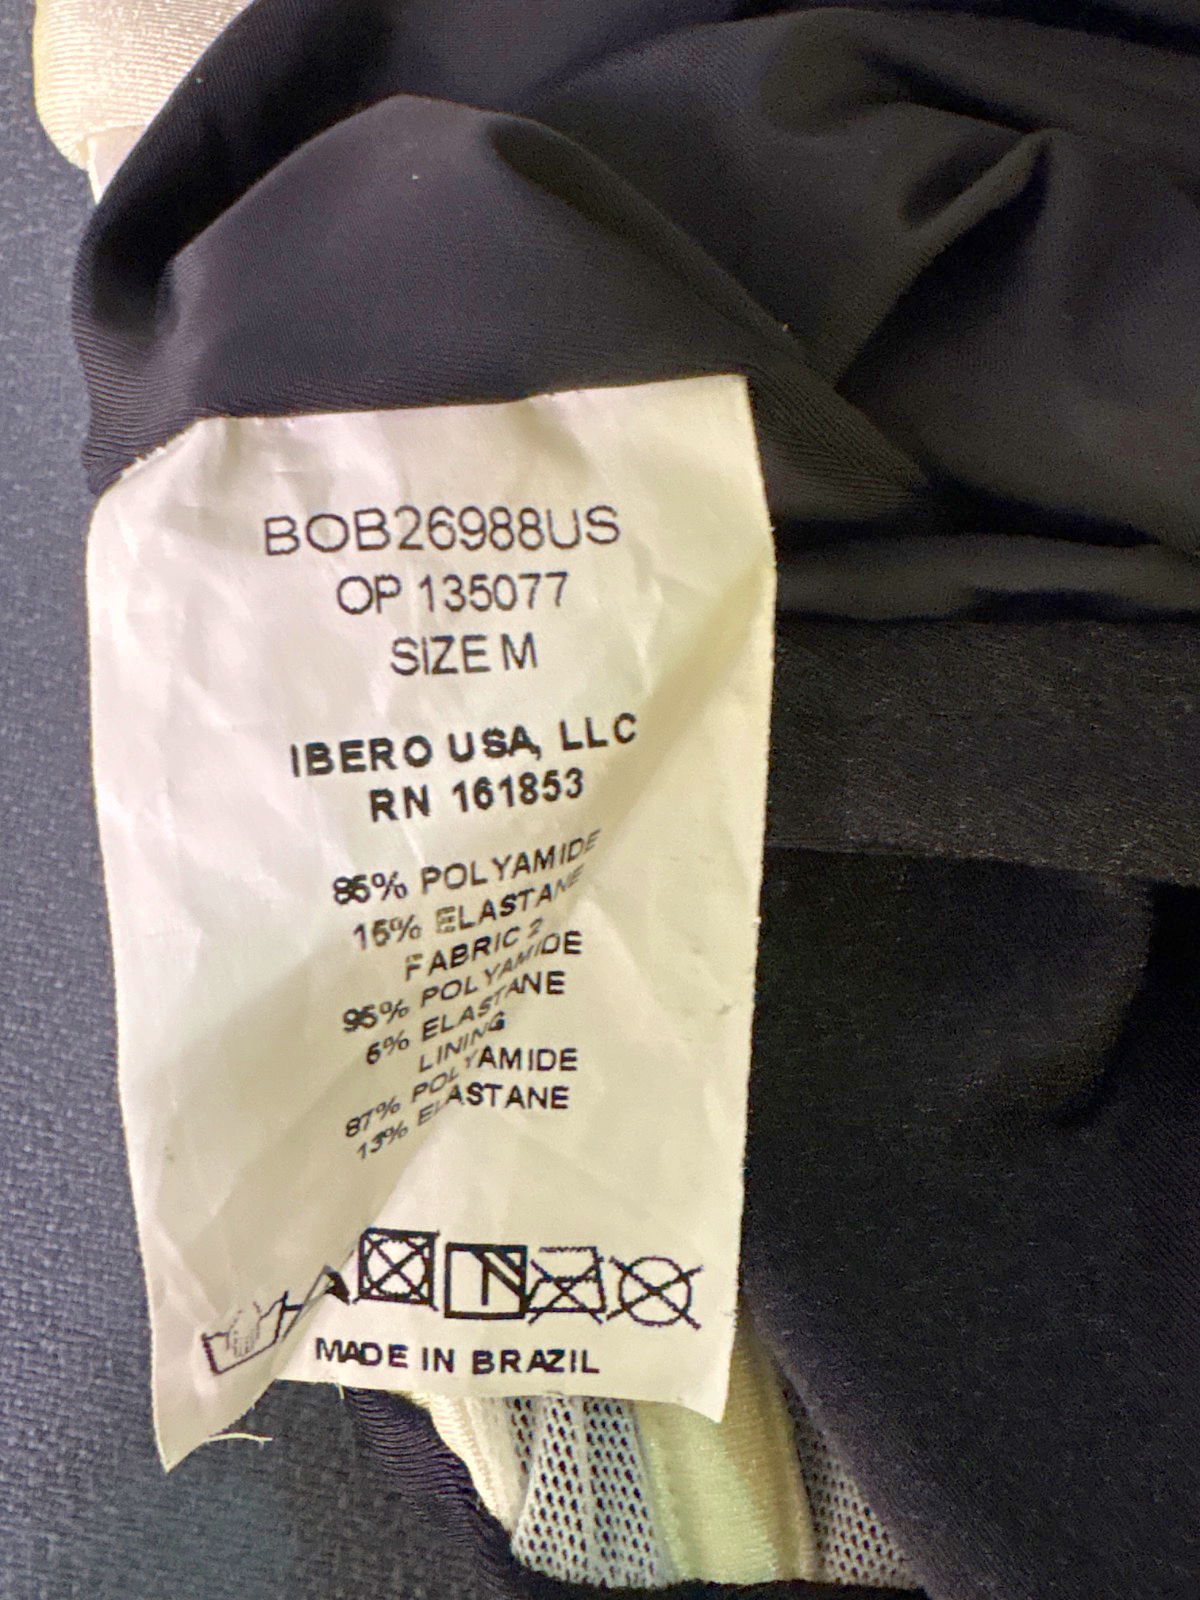 BOB26988US
OP 135077
SIZE M
IBERO USA, LLC
RN 161853
85% POLYAMIDE
15% ELASTANE
FABRIC 2
95% POLYAMIDE
5% ELASTANE
LINING
87% POLYAMIDE
13% ELASTANE
MADE IN BRAZIL